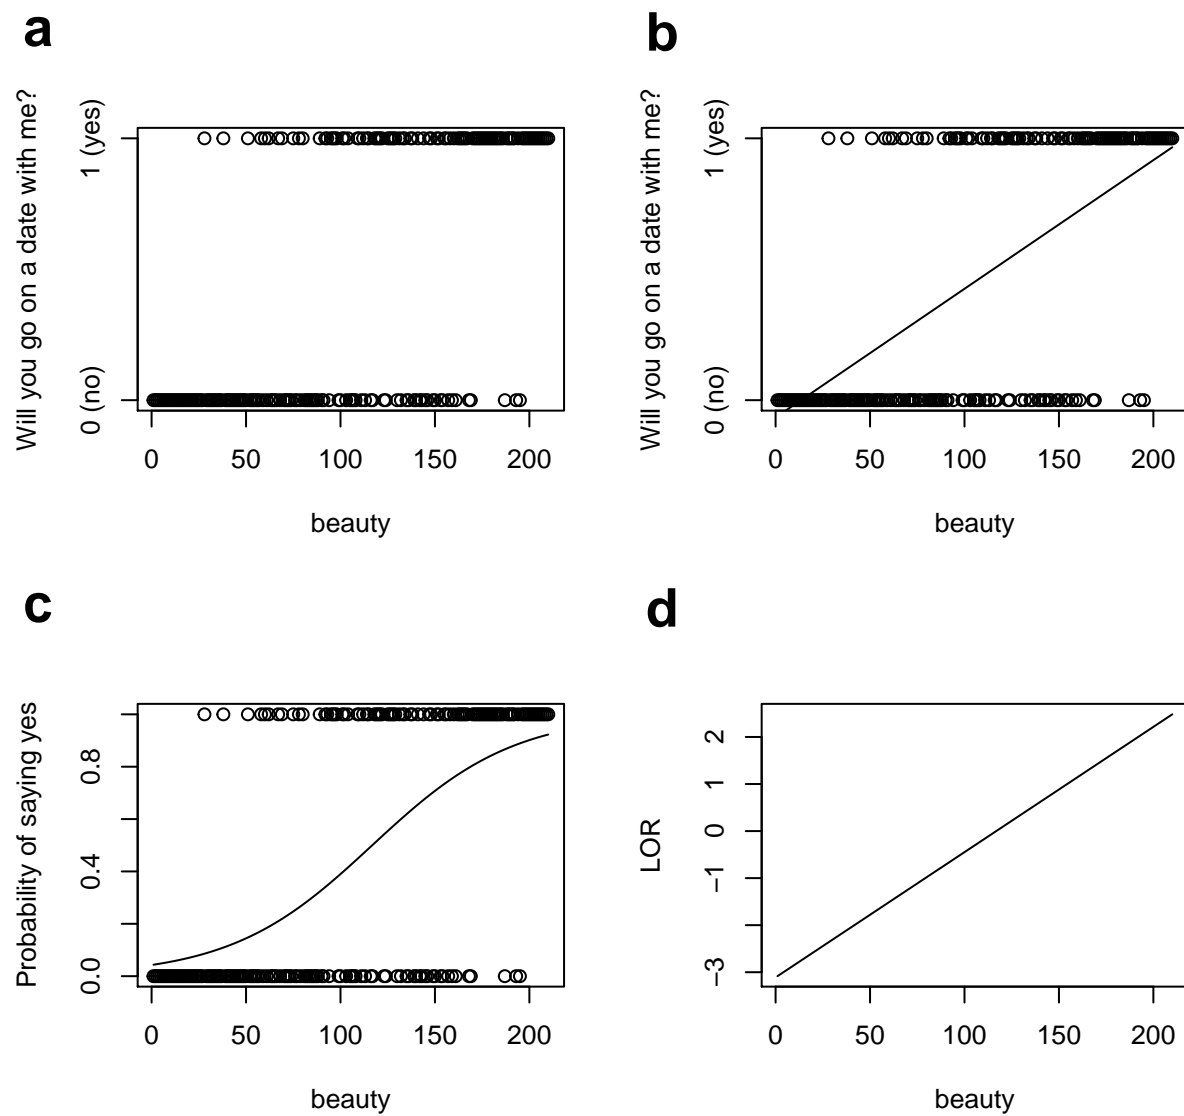 a
Will you go on a date with me?
0 (no)
1 (yes)
0
50
100
150
200
beauty
b
Will you go on a date with me?
0 (no)
1 (yes)
0
50
100
150
200
beauty
c
Probability of saying yes
0.0
0.4
0.8
0
50
100
150
200
beauty
d
LOR
−3
−1
0
1
2
0
50
100
150
200
beauty